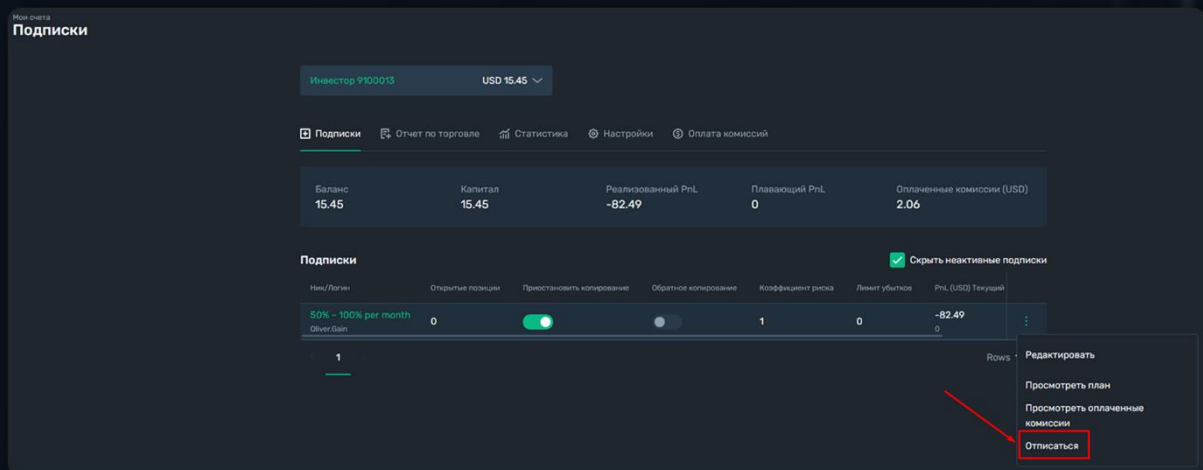 Мои счета
Подписки
Инвестор 9100013 USD 15.45
Подписки Отчет по торговле Статистика Настройки Оплата комиссий
Баланс Капитал Реализованный PnL Плавающий PnL Оплаченные комиссии (USD)
15.45 15.45 -82.49 0 2.06
Подписки Скрыть неактивные подписки
Ник/Логин Открытые позиции Приостановить копирование Обратное копирование Коэффициент риска Лимит убытков PnL (USD) Текущий
50% - 100% per month 0 1 0 -82.49
Oliver.Gain 0
1 Rows
Редактировать
Просмотреть план
Просмотреть оплаченные
комиссии
Отписаться